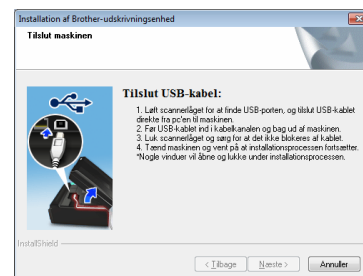 Installation af Brother-udskrivningsenhed
Tilslut maskinen
Tilslut USB-kabel:
1. Løft scannerlåget for at finde USB-porten, og tilslut USB-kablet
direkte fra pc'en til maskinen.
2. Før USB-kablet ind i kabelkanalen og bag ud af maskinen.
3. Luk scannerlåget og sørg for at det ikke blokeres af kablet.
4. Tænd maskinen og vent på at installationsprocessen fortsætter.
*Nogle vinduer vil åbne og lukke under installationsprocessen.
InstallShield
< Tilbage Næste > Annuller